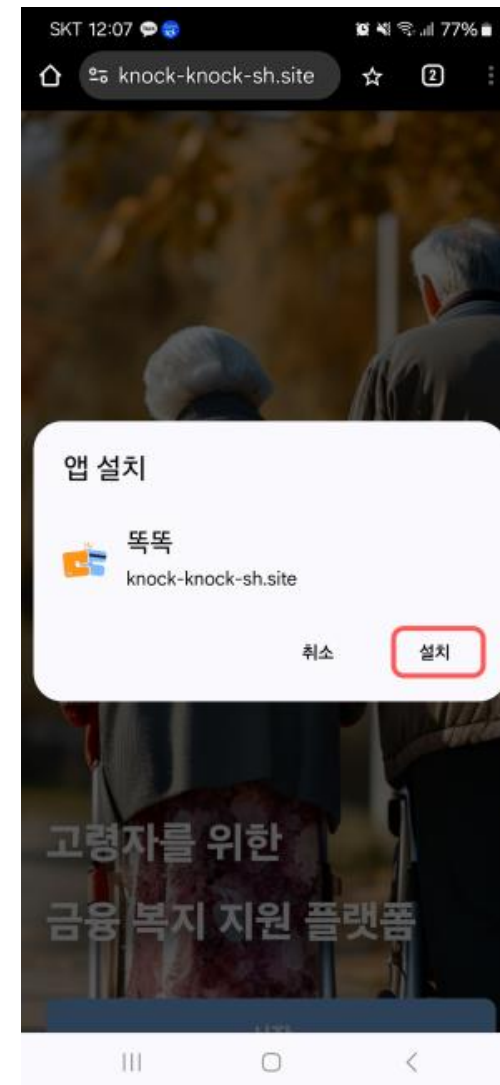 SKT 12:07
77%
knock-knock-sh.site
2
앱 설치
똑똑
knock-knock-sh.site
취소
설치
고령자를 위한
금융 복지 지원 플랫폼